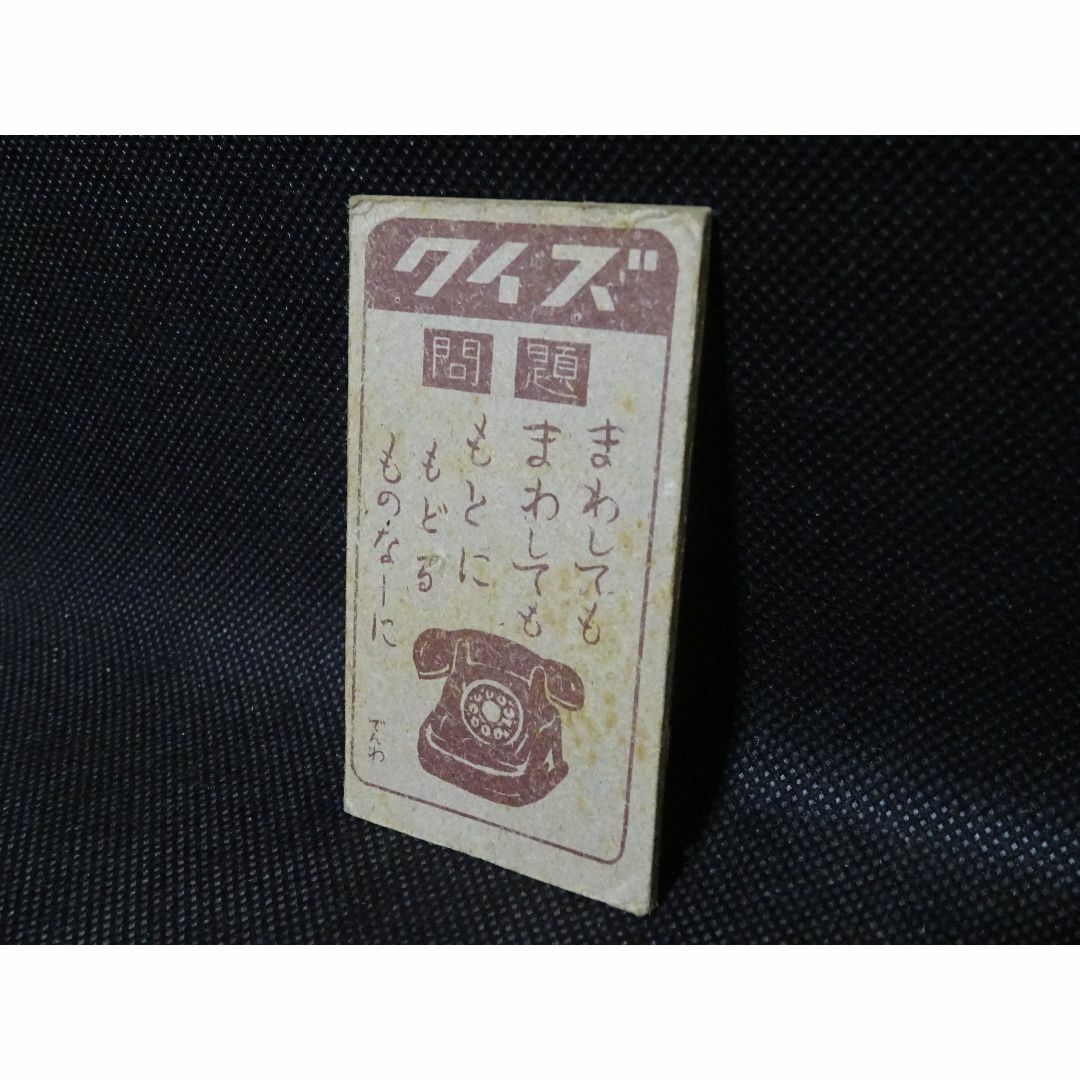 クイズ
問題
まわしても
まわしても
もとに
もどる
ものなーに
でんわ